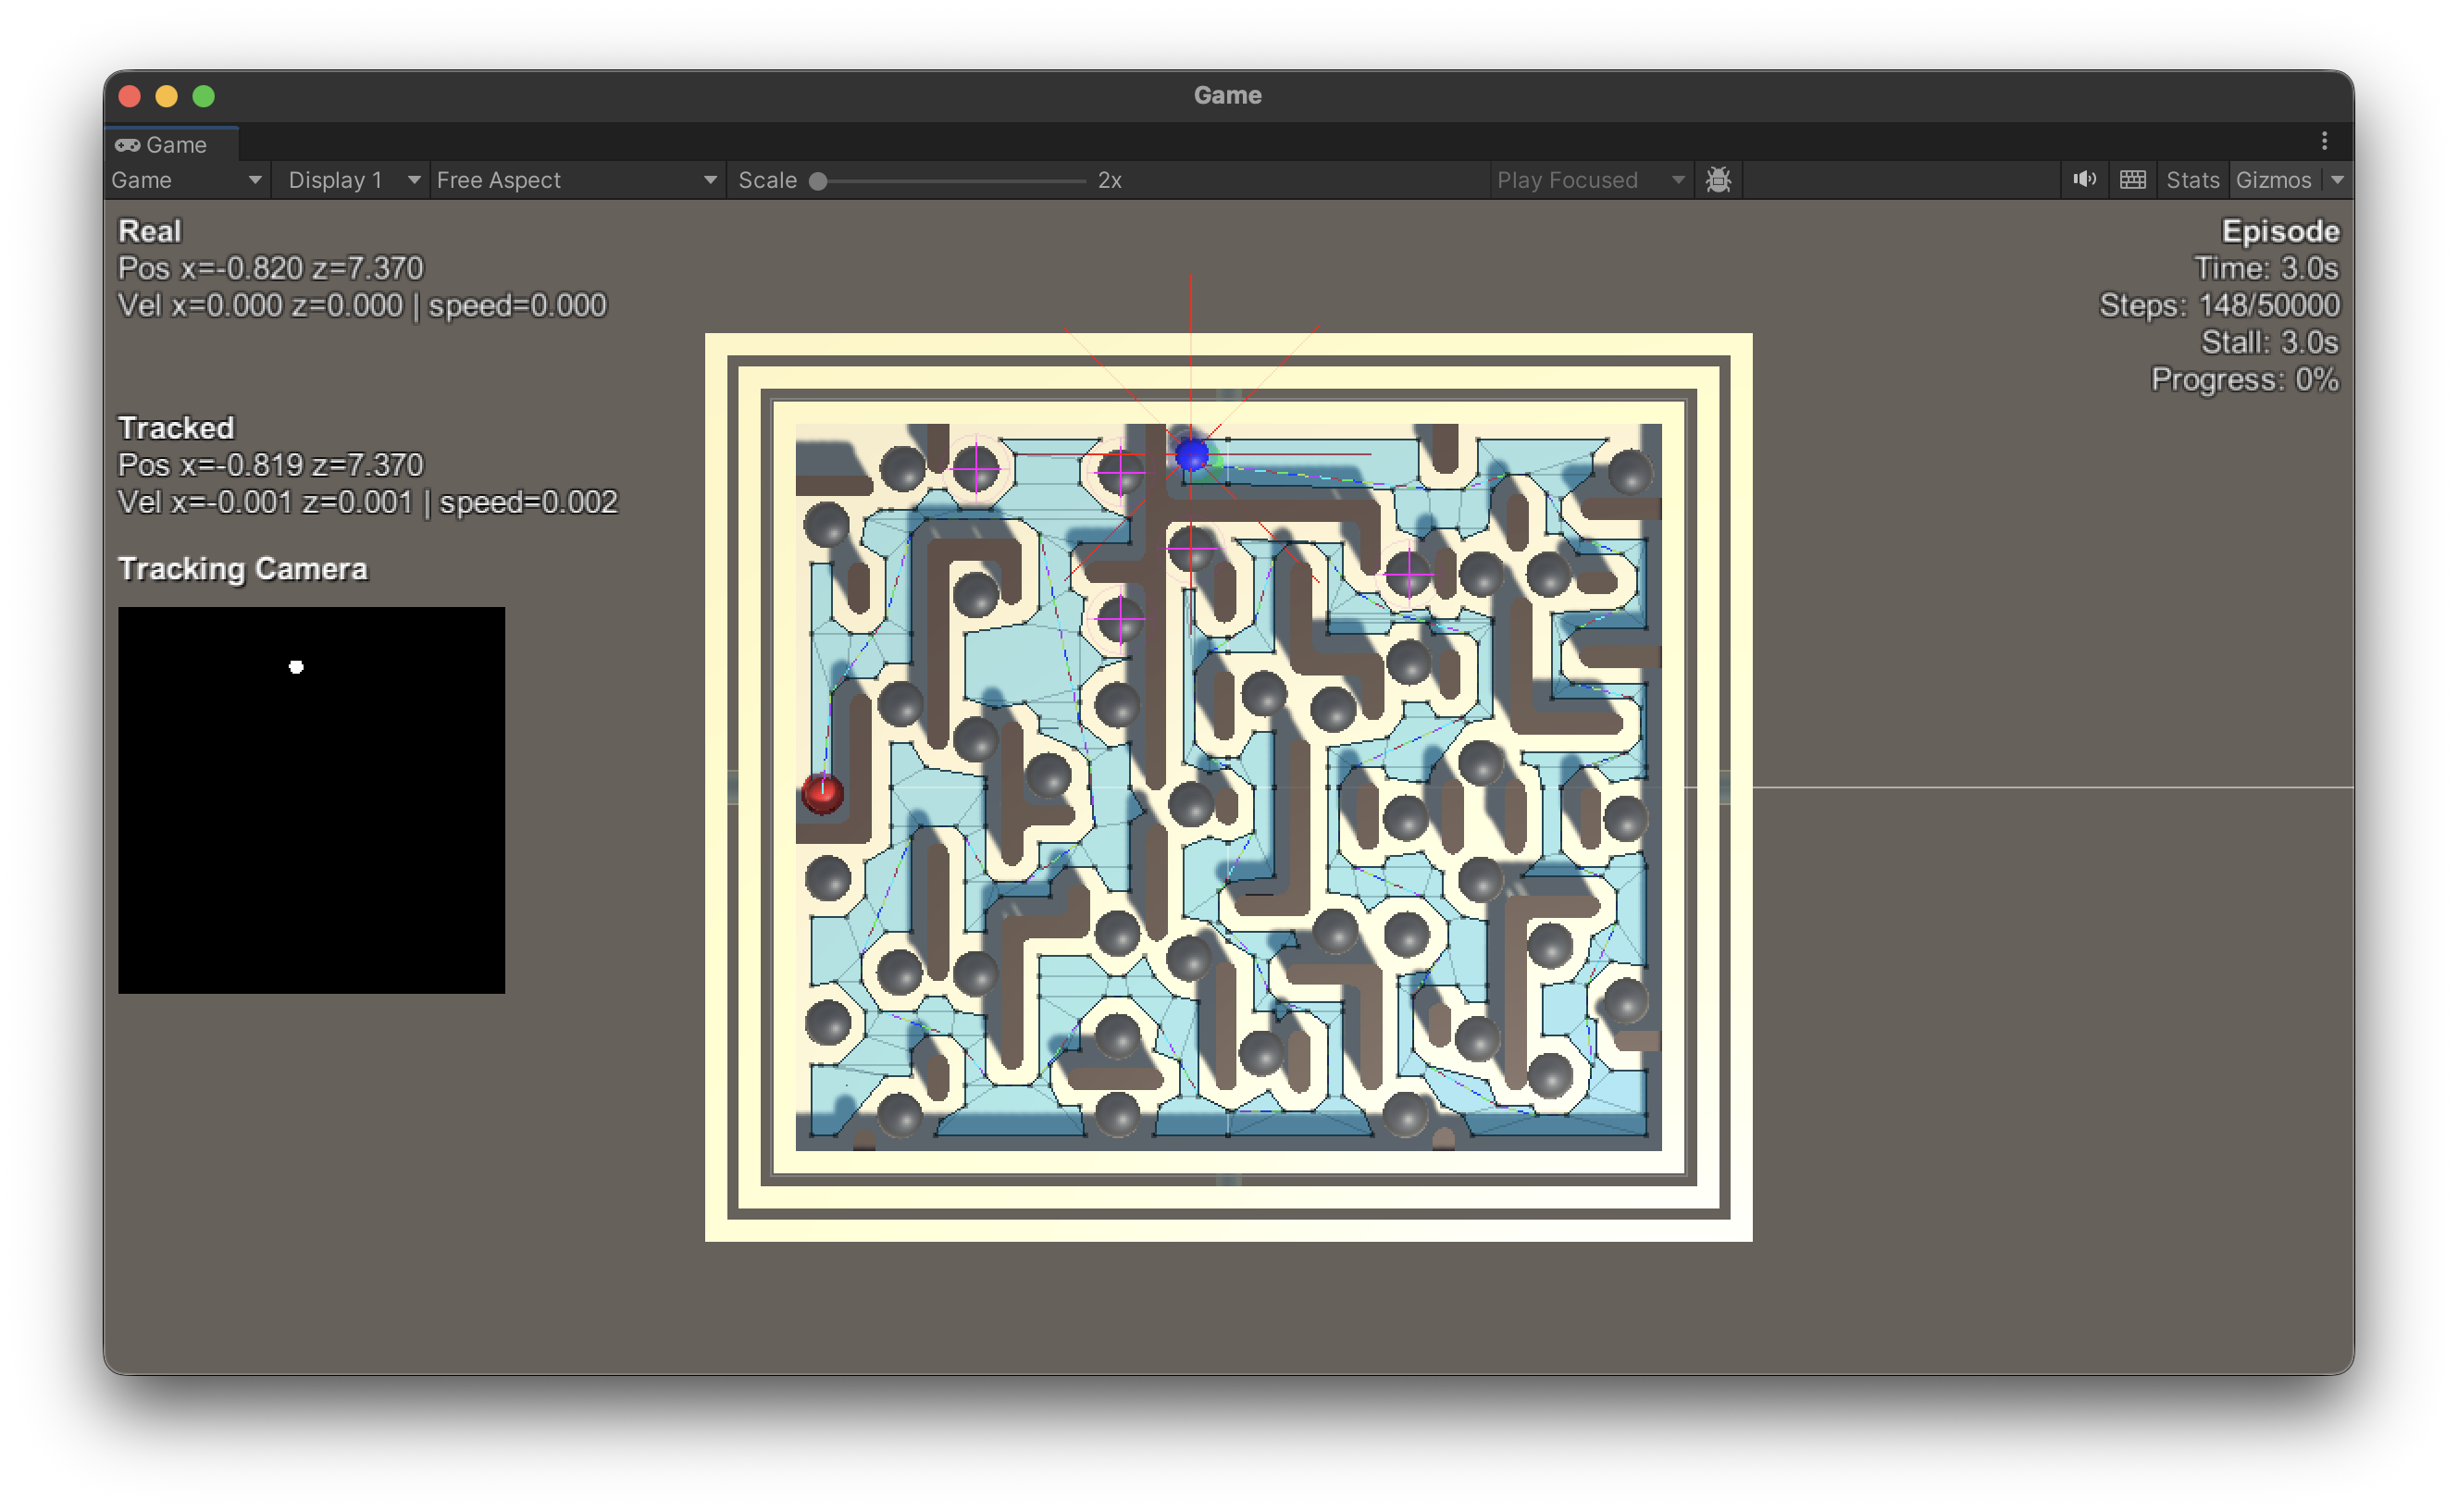 Game
Game
Game
Display 1
Free Aspect
Scale
2x
Play Focused
Stats
Gizmos
Real
Pos x=-0.820 z=7.370
Vel x=0.000 z=0.000 | speed=0.000
Tracked
Pos x=-0.819 z=7.370
Vel x=-0.001 z=0.001 | speed=0.002
Tracking Camera
Episode
Time: 3.0s
Steps: 148/50000
Stall: 3.0s
Progress: 0%